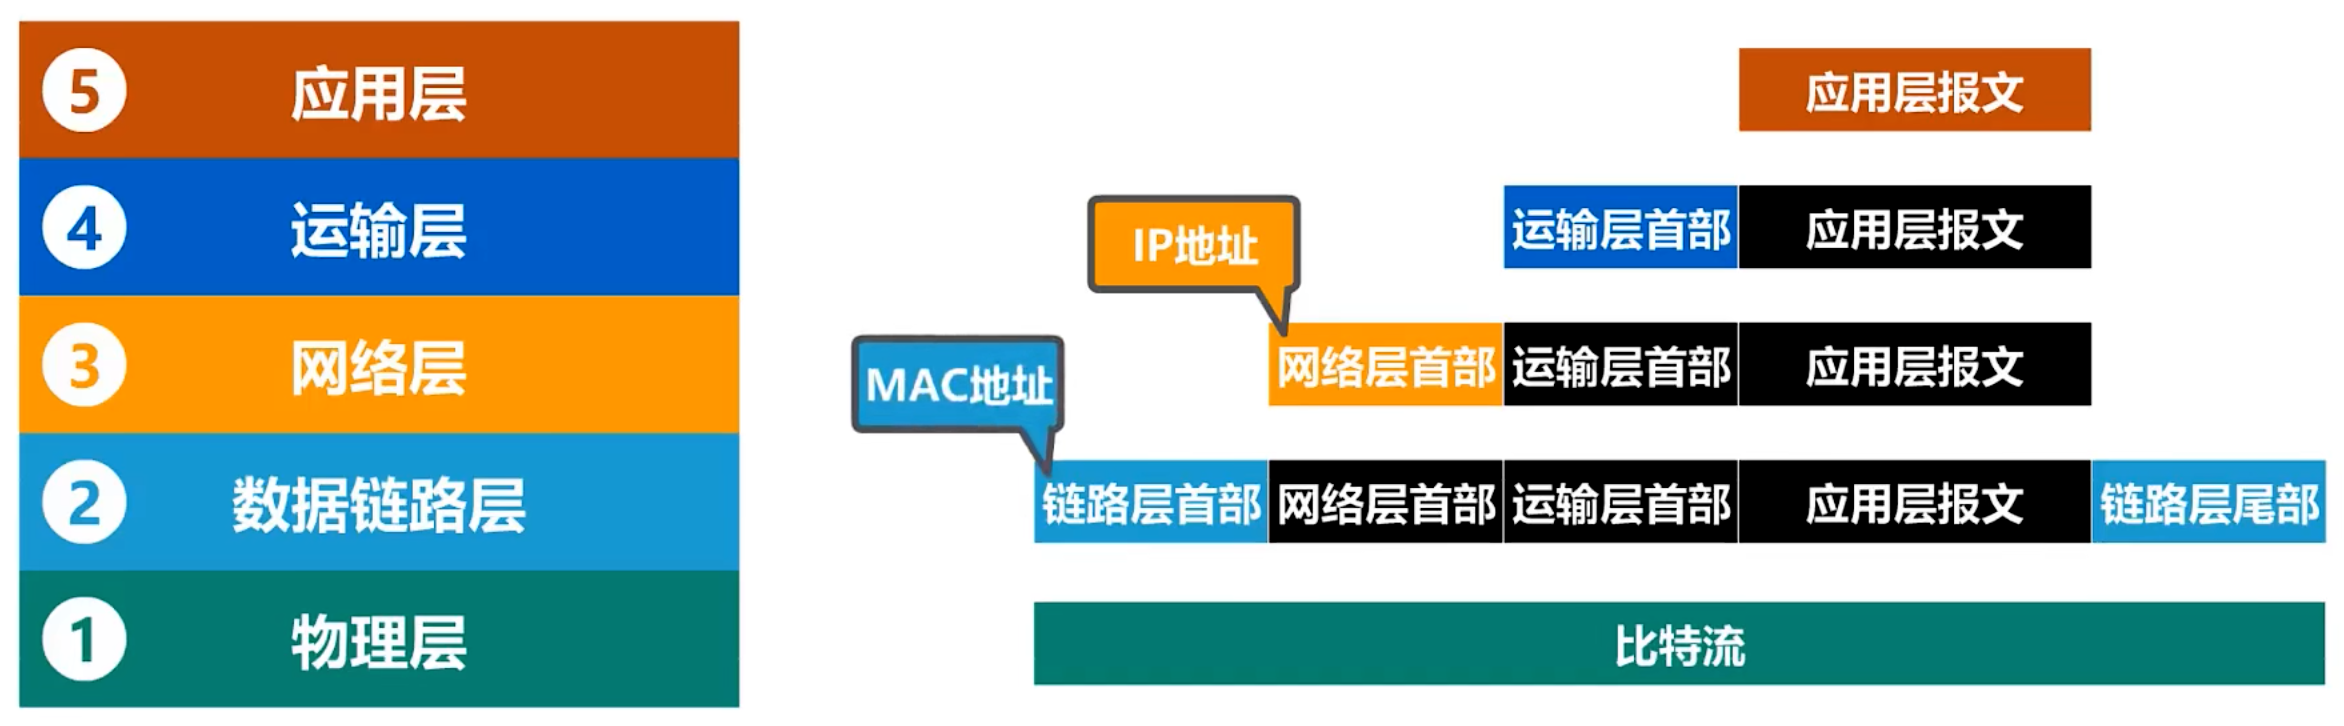 5 应用层 应用层报文
4 运输层 IP地址 运输层首部 应用层报文
3 网络层 MAC地址 网络层首部 运输层首部 应用层报文
2 数据链路层 链路层首部 网络层首部 运输层首部 应用层报文 链路层尾部
1 物理层 比特流